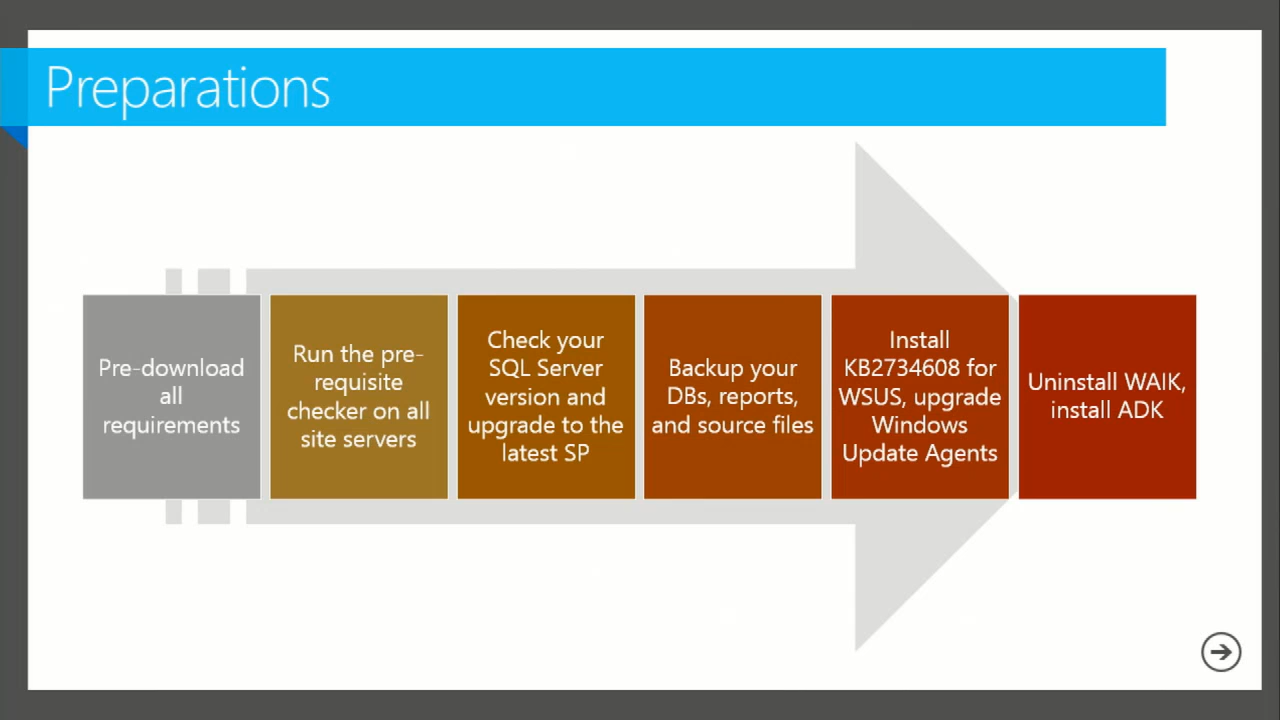 Preparations
Pre-download
all
requirements
Run the pre-
requisite
checker on all
site servers
Check your
SQL Server
version and
upgrade to the
latest SP
Backup your
DBs, reports,
and source files
Install
KB2734608 for
WSUS, upgrade
Windows
Update Agents
Uninstall WAIK,
install ADK